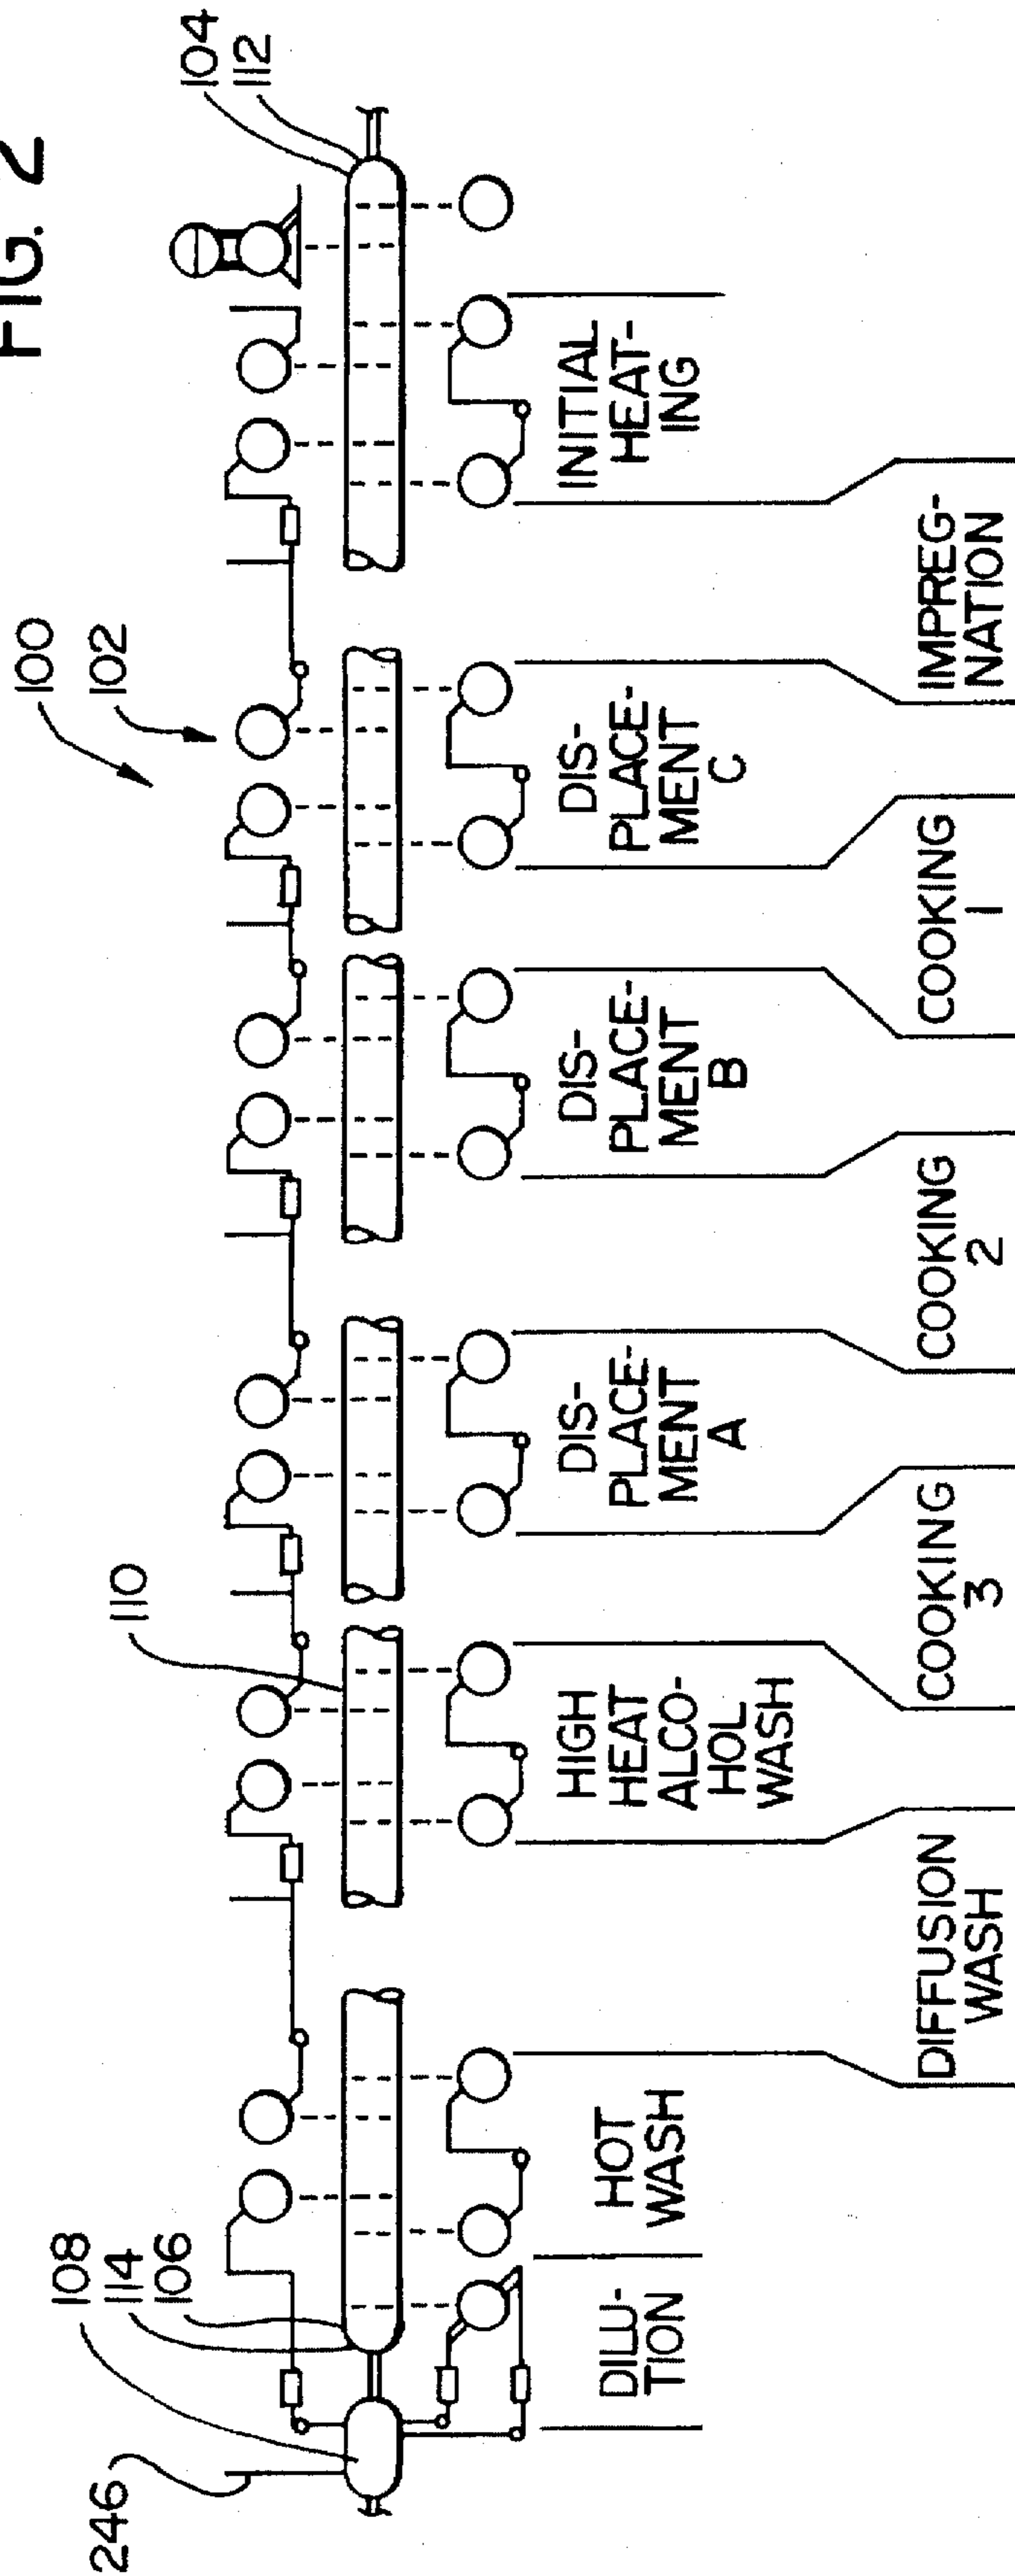 FIG. 2
100
102
104
112
110
108
114
106
246
DILU-
TION
HOT
WASH
DIFFUSION
WASH
HIGH
HEAT
ALCO-
HOL
WASH
COOKING
3
DIS-
PLACE-
MENT
A
COOKING
2
DIS-
PLACE-
MENT
B
COOKING
1
DIS-
PLACE-
MENT
C
IMPREG-
NATION
INITIAL
HEAT-
ING